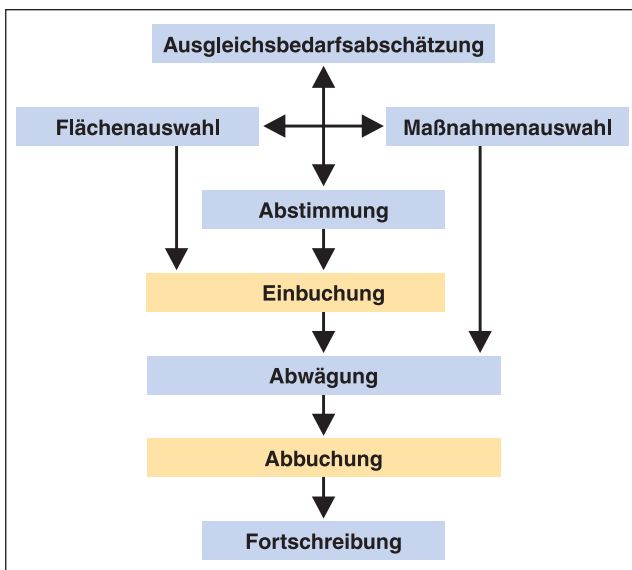 Ausgleichsbedarfsabschätzung
Flächenauswahl
Maßnahmenauswahl
Abstimmung
Einbuchung
Abwägung
Abbuchung
Fortschreibung